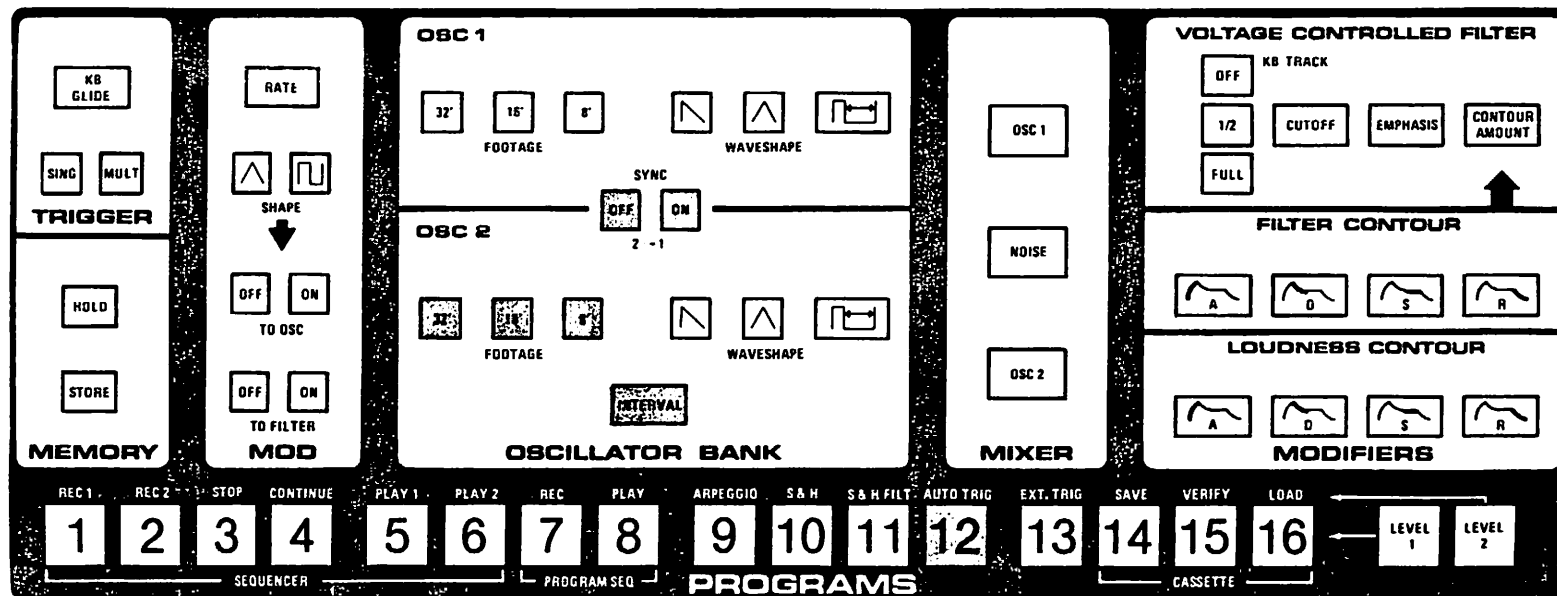 KB
GLIDE
SING MULT
TRIGGER
HOLD
STORE
MEMORY
RATE
SHAPE
OFF ON
TO OSC
OFF ON
TO FILTER
MOD
OSC 1
32' 16' 8'
FOOTAGE
WAVESHAPE
SYNC
OFF ON
2 - 1
OSC 2
32' 16' 8'
FOOTAGE
WAVESHAPE
INTERVAL
OSCILLATOR BANK
OSC 1
NOISE
OSC 2
MIXER
VOLTAGE CONTROLLED FILTER
KB TRACK
OFF
1/2
FULL
CUTOFF
EMPHASIS
CONTOUR
AMOUNT
FILTER CONTOUR
A D S R
LOUDNESS CONTOUR
A D S R
MODIFIERS
REC 1 REC 2 STOP CONTINUE PLAY 1 PLAY 2 REC PLAY ARPEGGIO S & H S & H FILT AUTO TRIG EXT. TRIG SAVE VERIFY LOAD
1 2 3 4 5 6 7 8 9 10 11 12 13 14 15 16
LEVEL
1
LEVEL
2
SEQUENCER
PROGRAM SEQ
PROGRAMS
CASSETTE